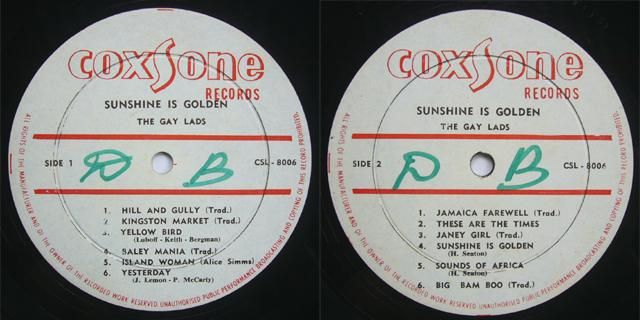 coxsone
RECORDS
SUNSHINE IS GOLDEN
THE GAY LADS
SIDE 1
D B
CSL - 8006
1. HILL AND GULLY (Trad.)
2. KINGSTON MARKET (Trad.)
3. YELLOW BIRD
(Luboff - Keith - Bergman)
4. BALEY MANIA (Trad.)
5. ISLAND WOMAN (Alice Simms)
6. YESTERDAY
(J. Lemon - P. McCarty)
ALL RIGHTS OF THE MANUFACTURER AND OF THE OWNER OF THE RECORDED WORK RESERVED UNAUTHORISED PUBLIC PERFORMANCE BROADCASTING AND COPYING OF THIS RECORD PROHIBITED.
coxsone
RECORDS
SUNSHINE IS GOLDEN
THE GAY LADS
SIDE 2
D B
CSL - 8006
1. JAMAICA FAREWELL (Trad.)
2. THESE ARE THE TIMES
3. JANEY GIRL (Trad.)
4. SUNSHINE IS GOLDEN
(H. Seaton)
5. SOUNDS OF AFRICA
(H. Seaton)
6. BIG BAM BOO (Trad.)
ALL RIGHTS OF THE MANUFACTURER AND OF THE OWNER OF THE RECORDED WORK RESERVED UNAUTHORISED PUBLIC PERFORMANCE BROADCASTING AND COPYING OF THIS RECORD PROHIBITED.